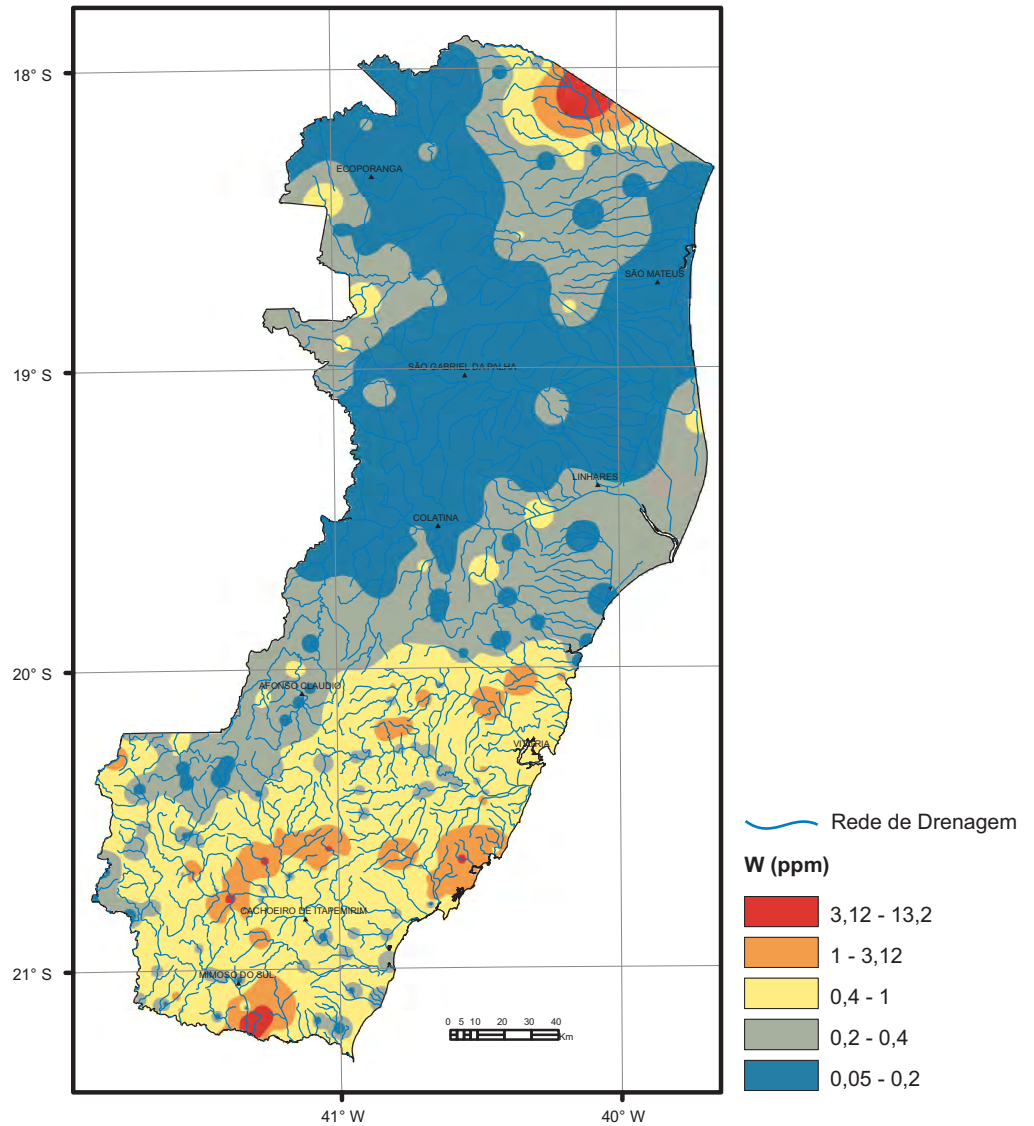 18° S
ECOPORANGA
SÃO MATEUS
19° S
SÃO GABRIEL DA PALHA
LINHARES
COLATINA
20° S
AFONSO CLAUDIO
VITÓRIA
CACHOEIRO DE ITAPEMIRIM
21° S
MIMOSO DO SUL
0 5 10 20 30 40
Km
41° W 40° W
Rede de Drenagem
W (ppm)
3,12 - 13,2
1 - 3,12
0,4 - 1
0,2 - 0,4
0,05 - 0,2